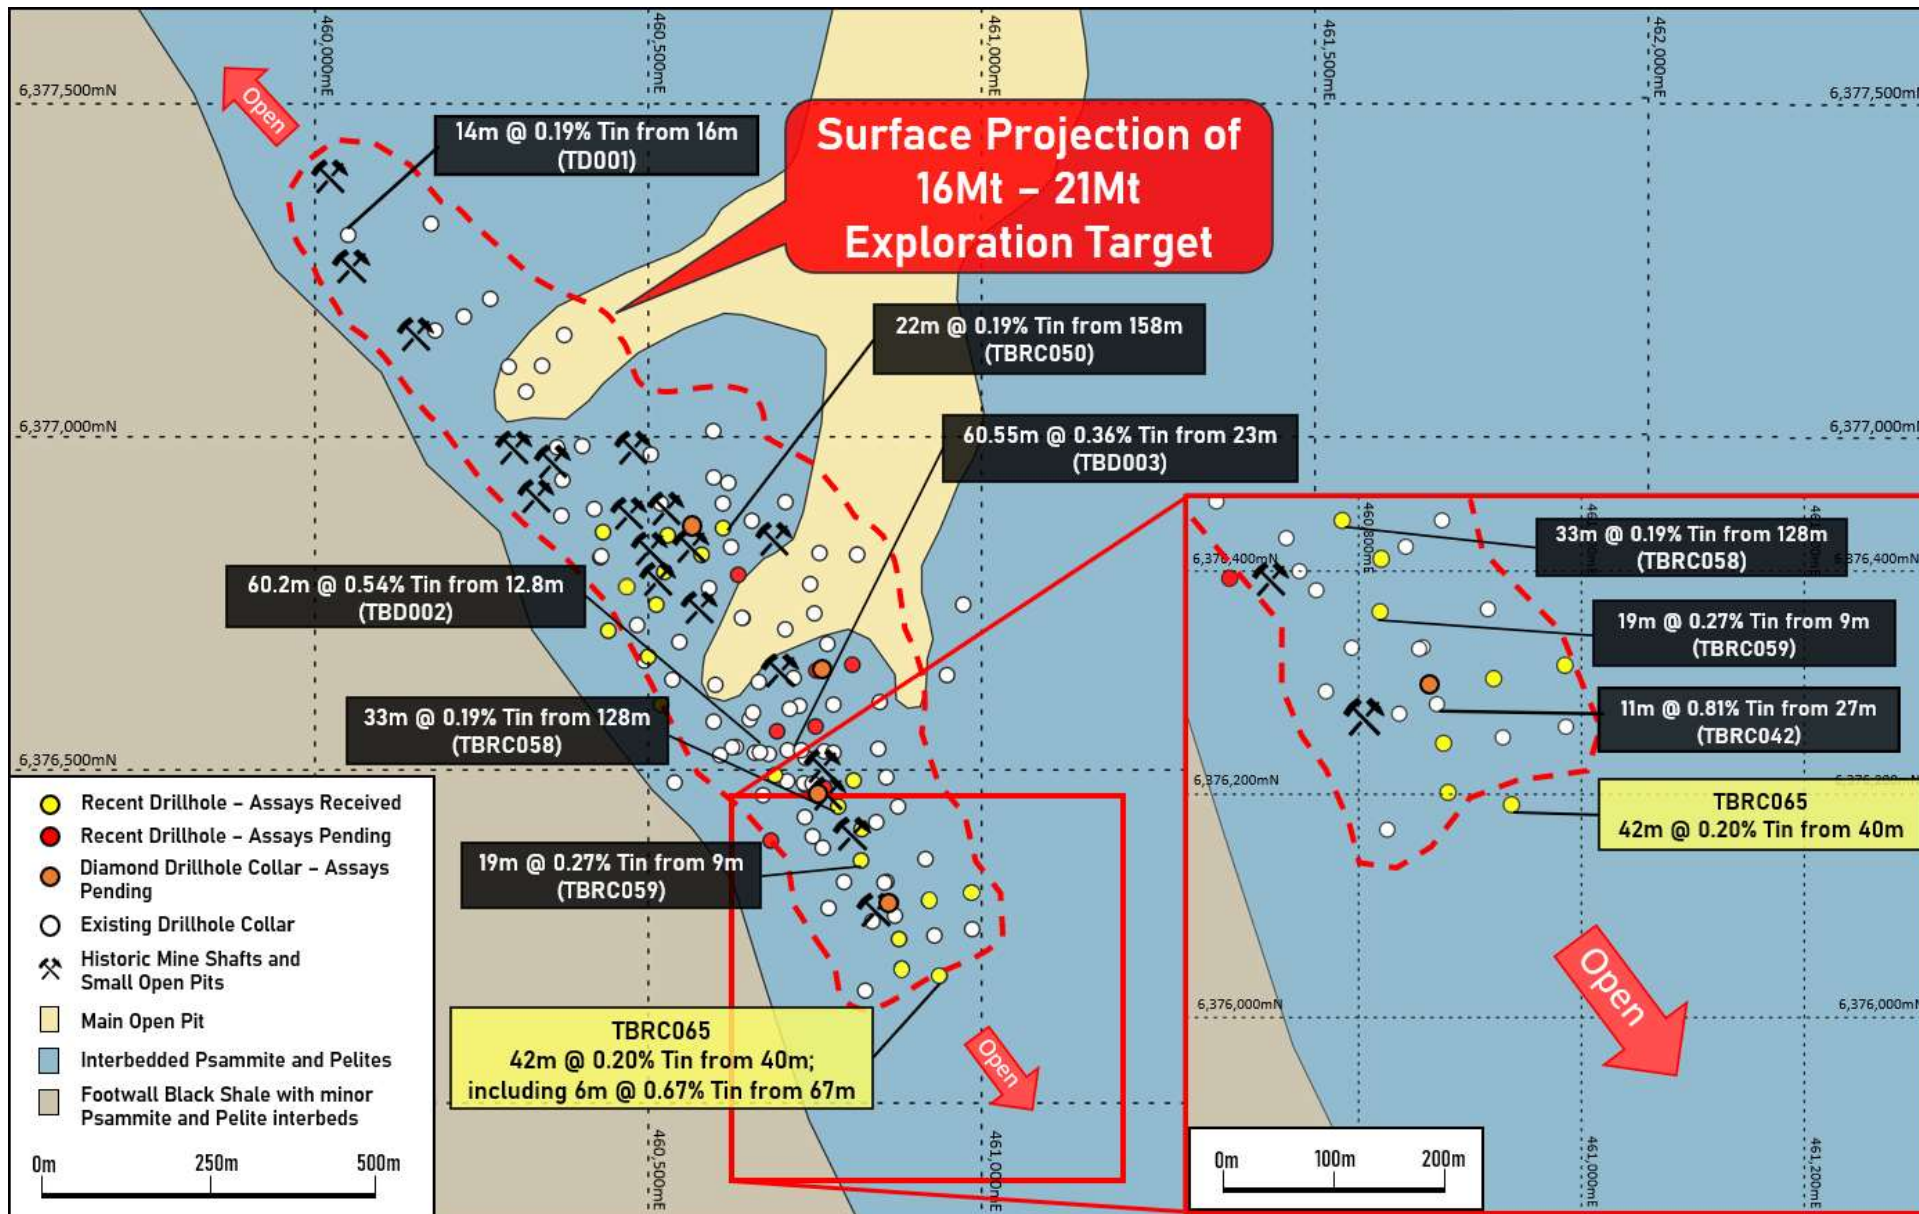 460,000mE
460,500mE
461,000mE
461,500mE
462,000mE
6,377,500mN
6,377,500mN
Open
14m @ 0.19% Tin from 16m
(TD001)
Surface Projection of
16Mt – 21Mt
Exploration Target
22m @ 0.19% Tin from 158m
(TBRC050)
6,377,000mN
6,377,000mN
60.55m @ 0.36% Tin from 23m
(TBD003)
60.2m @ 0.54% Tin from 12.8m
(TBD002)
33m @ 0.19% Tin from 128m
(TBRC058)
6,376,500mN
19m @ 0.27% Tin from 9m
(TBRC059)
TBRC065
42m @ 0.20% Tin from 40m;
including 6m @ 0.67% Tin from 67m
Open
460,500mE
461,000mE
Recent Drillhole – Assays Received
Recent Drillhole – Assays Pending
Diamond Drillhole Collar – Assays
Pending
Existing Drillhole Collar
Historic Mine Shafts and
Small Open Pits
Main Open Pit
Interbedded Psammite and Pelites
Footwall Black Shale with minor
Psammite and Pelite interbeds
0m 250m 500m
460,800mE
33m @ 0.19% Tin from 128m
(TBRC058)
6,376,400mN
6,376,400mN
19m @ 0.27% Tin from 9m
(TBRC059)
11m @ 0.81% Tin from 27m
(TBRC042)
6,376,200mN
TBRC065
42m @ 0.20% Tin from 40m
6,376,000mN
6,376,000mN
Open
461,000mE
461,200mE
0m 100m 200m